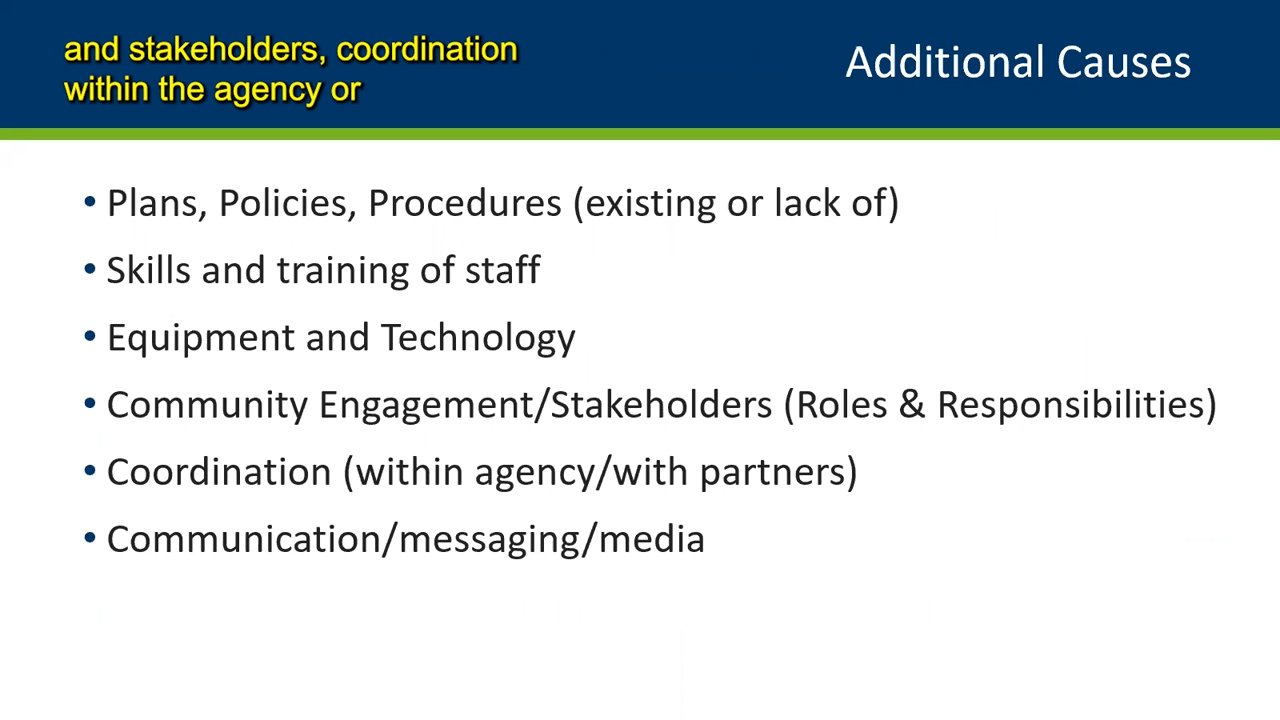 and stakeholders, coordination
within the agency or
Additional Causes
• Plans, Policies, Procedures (existing or lack of)
• Skills and training of staff
• Equipment and Technology
• Community Engagement/Stakeholders (Roles & Responsibilities)
• Coordination (within agency/with partners)
• Communication/messaging/media